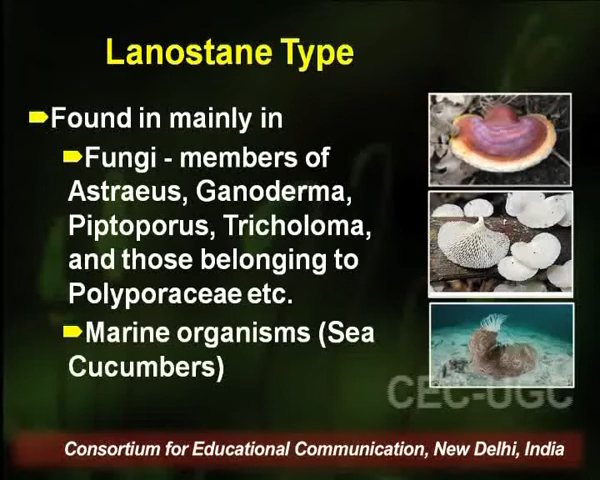 Lanostane Type
Found in mainly in
Fungi - members of
Astraeus, Ganoderma,
Piptoporus, Tricholoma,
and those belonging to
Polyporaceae etc.
Marine organisms (Sea
Cucumbers)
CEC-UGC
Consortium for Educational Communication, New Delhi, India